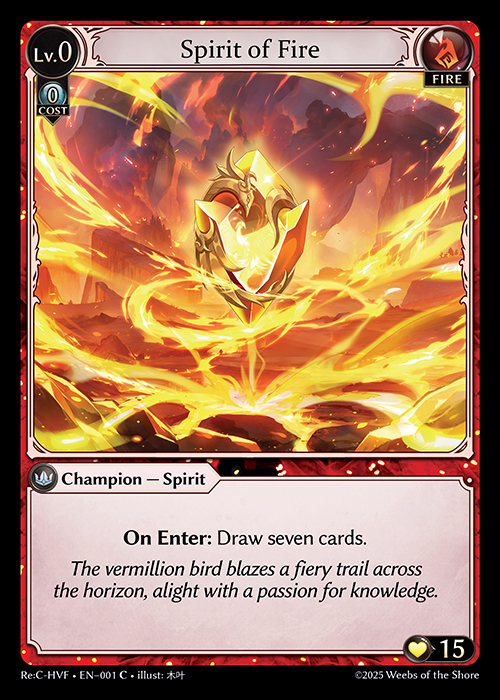 Lv.0
Spirit of Fire
FIRE
0
COST
Champion — Spirit
On Enter: Draw seven cards.
The vermillion bird blazes a fiery trail across
the horizon, alight with a passion for knowledge.
15
Re:C-HVF • EN-001 C • illust: 木叶
©2025 Weebs of the Shore